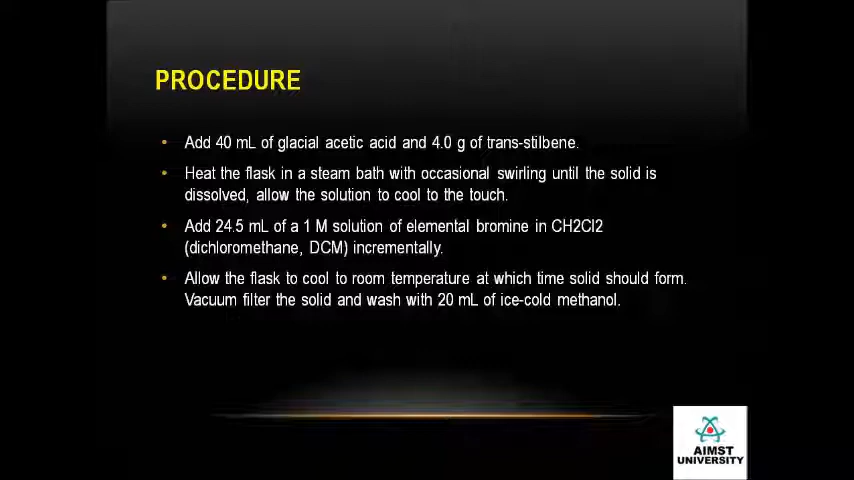 PROCEDURE
• Add 40 mL of glacial acetic acid and 4.0 g of trans-stilbene.
• Heat the flask in a steam bath with occasional swirling until the solid is
dissolved, allow the solution to cool to the touch.
• Add 24.5 mL of a 1 M solution of elemental bromine in CH2Cl2
(dichloromethane, DCM) incrementally.
• Allow the flask to cool to room temperature at which time solid should form.
Vacuum filter the solid and wash with 20 mL of ice-cold methanol.
AIMST
UNIVERSITY